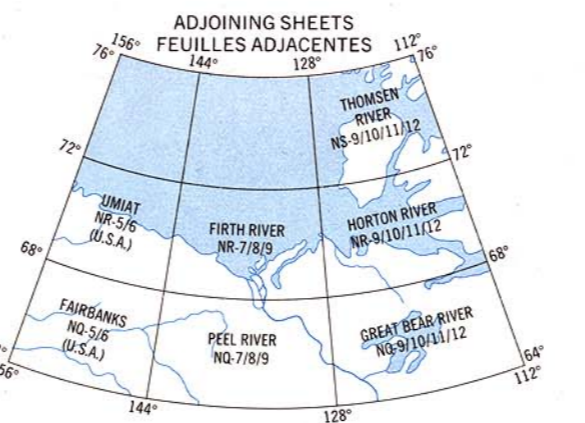 ADJOINING SHEETS
FEUILLES ADJACENTES
156°
76°
144°
128°
112°
76°
THOMSEN
RIVER
NS-9/10/11/12
72°
72°
UMIAT
NR-5/6
(U.S.A.)
FIRTH RIVER
NR-7/8/9
HORTON RIVER
NR-9/10/11/12
68°
68°
FAIRBANKS
NQ-5/6
(U.S.A.)
PEEL RIVER
NQ-7/8/9
GREAT BEAR RIVER
NQ-9/10/11/12
64°
112°
56°
144°
128°